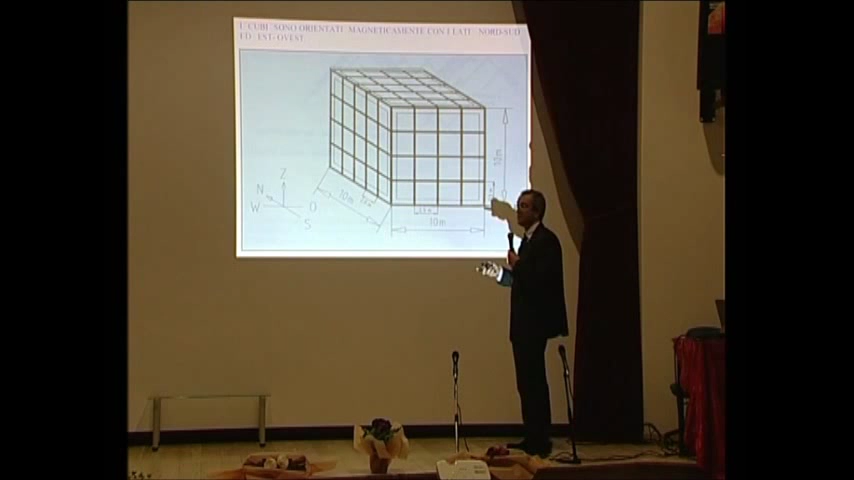 I CUBI SONO ORIENTATI MAGNETICAMENTE CON I LATI NORD-SUD
ED EST-OVEST.
10m
Z
N
W
O
S
10m
10m